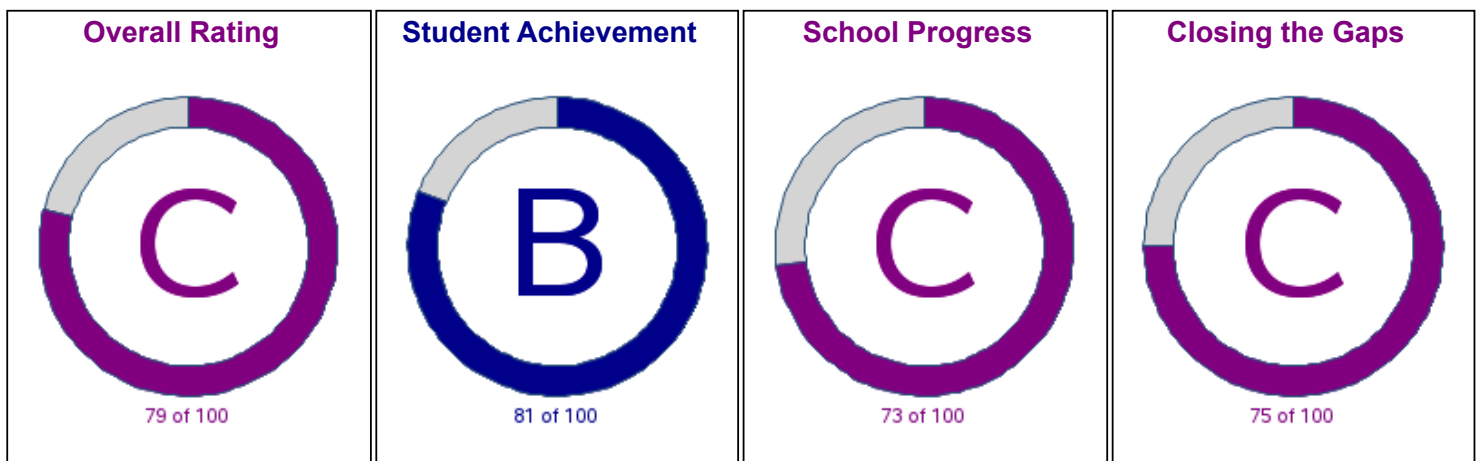 Overall Rating
C
79 of 100
Student Achievement
B
81 of 100
School Progress
C
73 of 100
Closing the Gaps
C
75 of 100